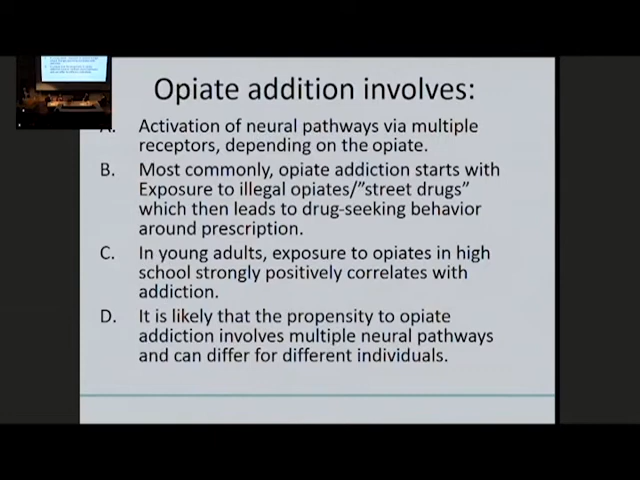 Opiate addition involves:
A. Activation of neural pathways via multiple
receptors, depending on the opiate.
B. Most commonly, opiate addiction starts with
Exposure to illegal opiates/”street drugs”
which then leads to drug-seeking behavior
around prescription.
C. In young adults, exposure to opiates in high
school strongly positively correlates with
addiction.
D. It is likely that the propensity to opiate
addiction involves multiple neural pathways
and can differ for different individuals.